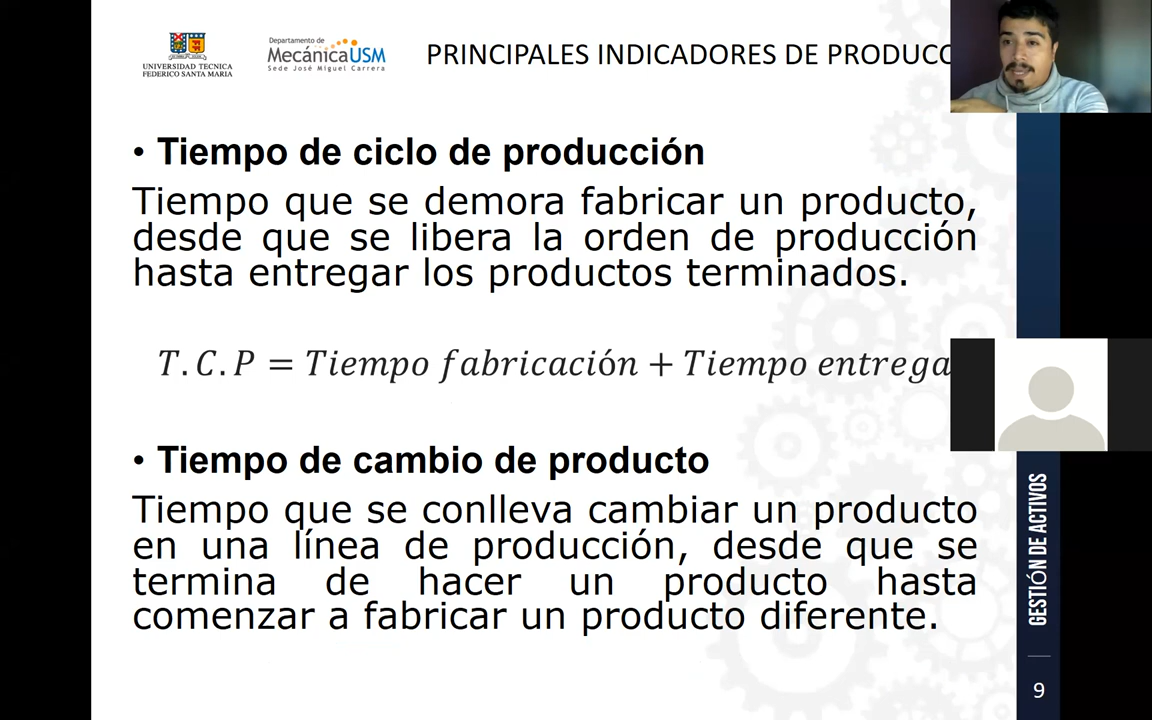 UNIVERSIDAD TECNICA
FEDERICO SANTA MARIA
Departamento de
MecánicaUSM
Sede José Miguel Carrera
PRINCIPALES INDICADORES DE
• Tiempo de ciclo de producción
Tiempo que se demora fabricar un producto,
desde que se libera la orden de producción
hasta entregar los productos terminados.
T.C.P = Tiempo fabricación + Tiempo entrega
• Tiempo de cambio de producto
Tiempo que se conlleva cambiar un producto
en una línea de producción, desde que se
termina de hacer un producto hasta
comenzar a fabricar un producto diferente.
GESTIÓN DE ACTIVOS
9